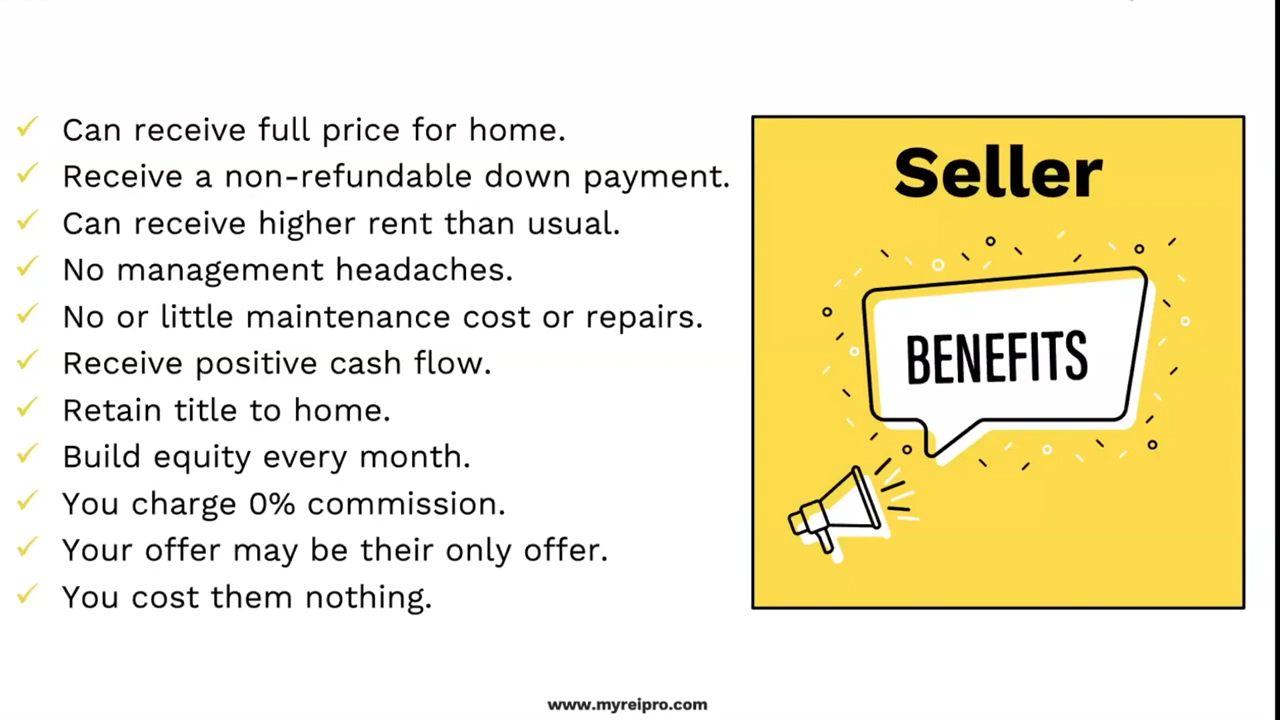 Can receive full price for home.
Receive a non-refundable down payment.
Can receive higher rent than usual.
No management headaches.
No or little maintenance cost or repairs.
Receive positive cash flow.
Retain title to home.
Build equity every month.
You charge 0% commission.
Your offer may be their only offer.
You cost them nothing.
Seller
BENEFITS
www.myreipro.com